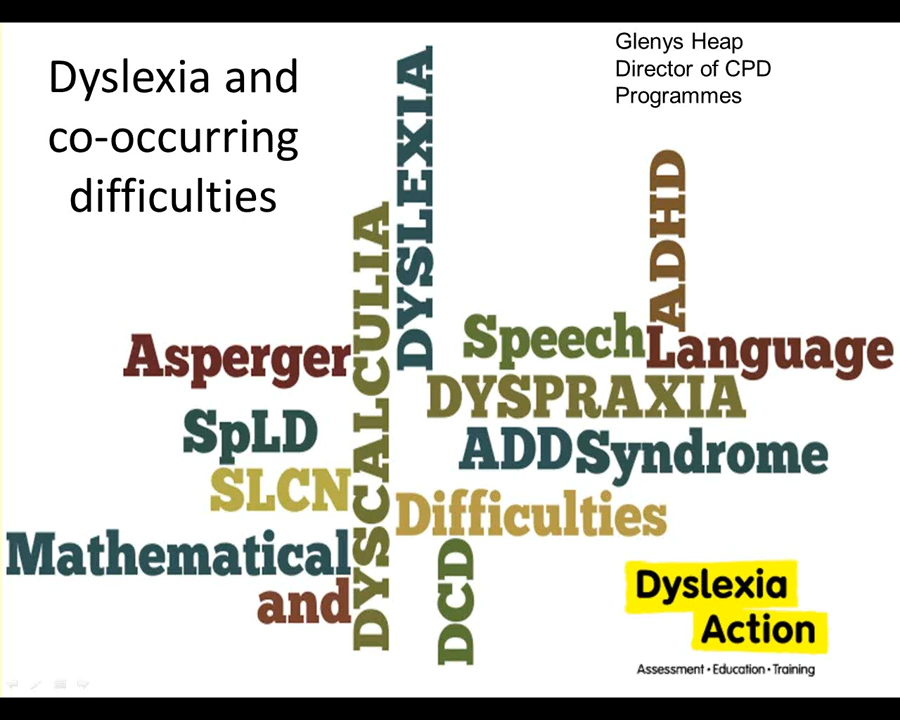 Dyslexia and
co-occurring
difficulties
Glenys Heap
Director of CPD
Programmes
DYSLEXIA
DYSCALCULIA
ADHD
Asperger
Speech
Language
DYSPRAXIA
SpLD
ADD
Syndrome
SLCN
Difficulties
Mathematical
and
DCD
Dyslexia
Action
Assessment • Education • Training